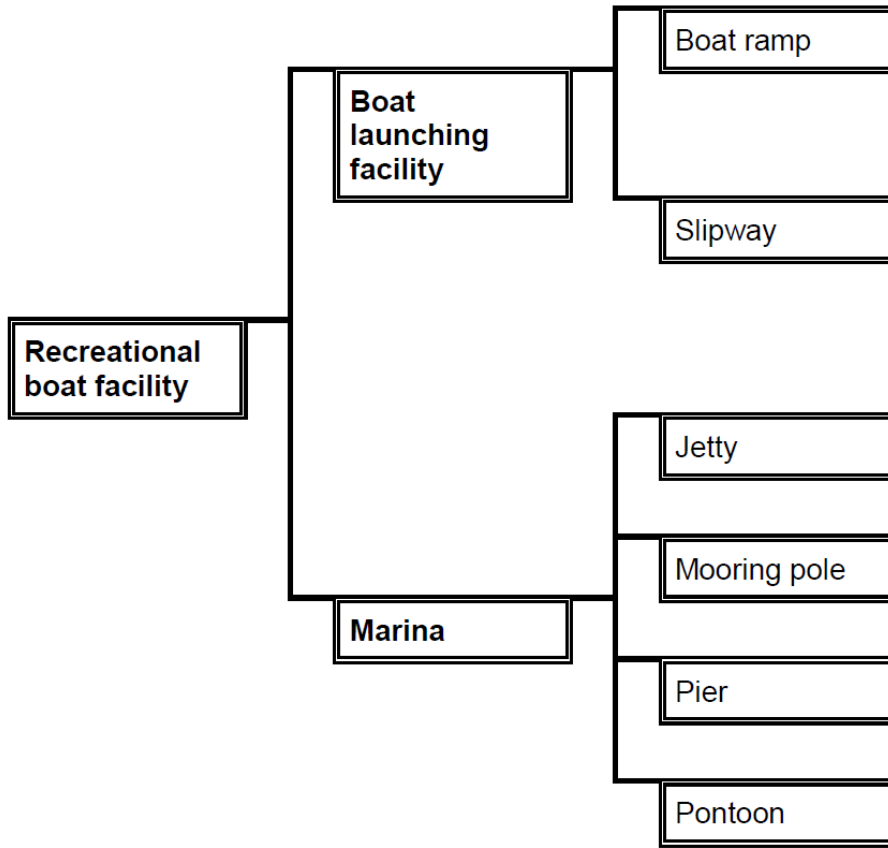 Boat ramp
Boat
launching
facility
Slipway
Recreational
boat facility
Jetty
Mooring pole
Marina
Pier
Pontoon